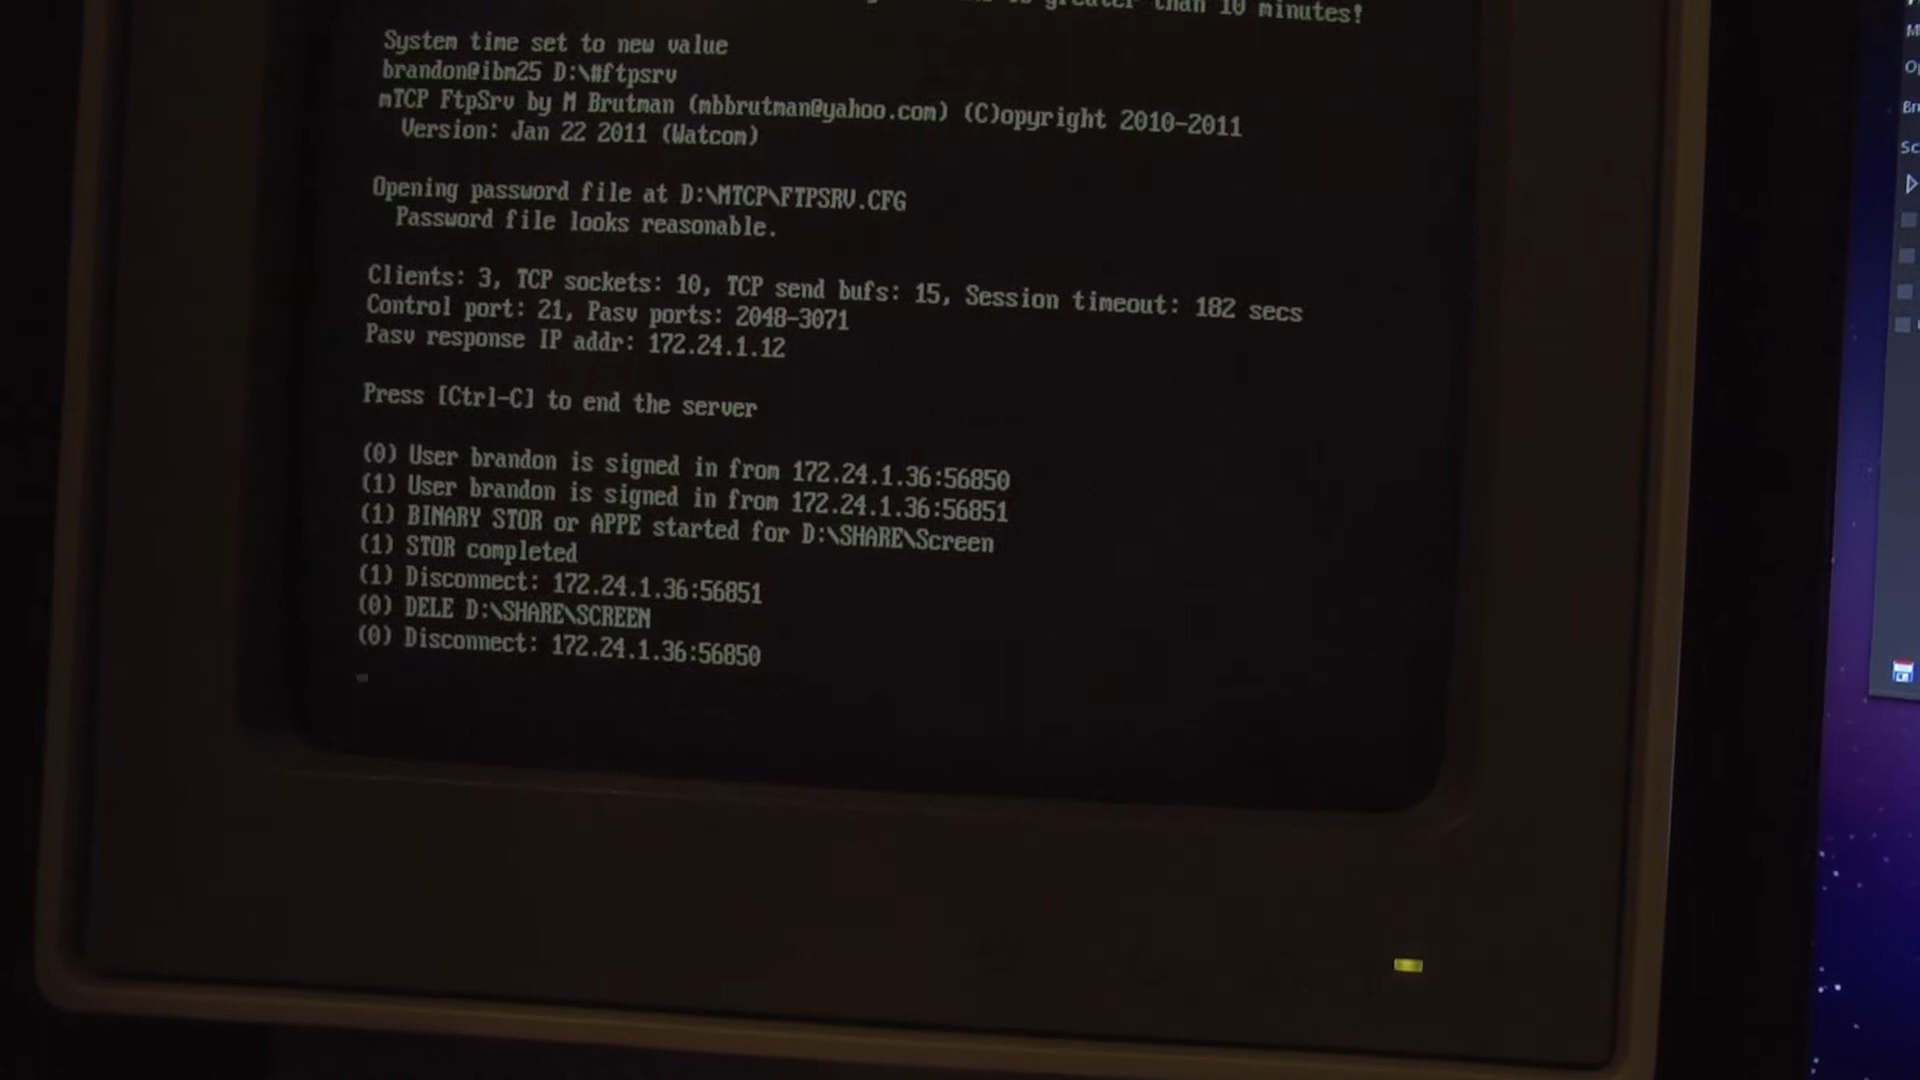 greater than 10 minutes!
System time set to new value
brandon@ibm25 D:\#ftpsrv
mTCP FtpSrv by M Brutman (mbbrutman@yahoo.com) (C)opyright 2010-2011
Version: Jan 22 2011 (Watcom)
Opening password file at D:\MTCP\FTPSRV.CFG
Password file looks reasonable.
Clients: 3, TCP sockets: 10, TCP send bufs: 15, Session timeout: 182 secs
Control port: 21, Pasv ports: 2048-3071
Pasv response IP addr: 172.24.1.12
Press [Ctrl-C] to end the server
(0) User brandon is signed in from 172.24.1.36:56850
(1) User brandon is signed in from 172.24.1.36:56851
(1) BINARY STOR or APPE started for D:\SHARE\Screen
(1) STOR completed
(1) Disconnect: 172.24.1.36:56851
(0) DELE D:\SHARE\SCREEN
(0) Disconnect: 172.24.1.36:56850